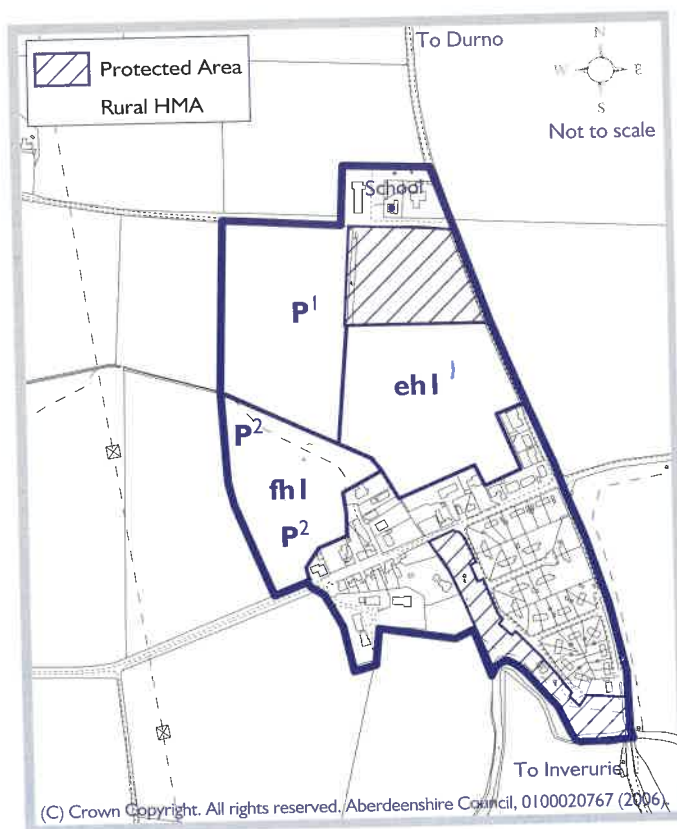 Protected Area
Rural HMA
To Durno
N
W E
S
Not to scale
School
P¹
eh1
P²
fh1
P²
To Inverurie
(C) Crown Copyright. All rights reserved. Aberdeenshire Council, 0100020767 (2006)